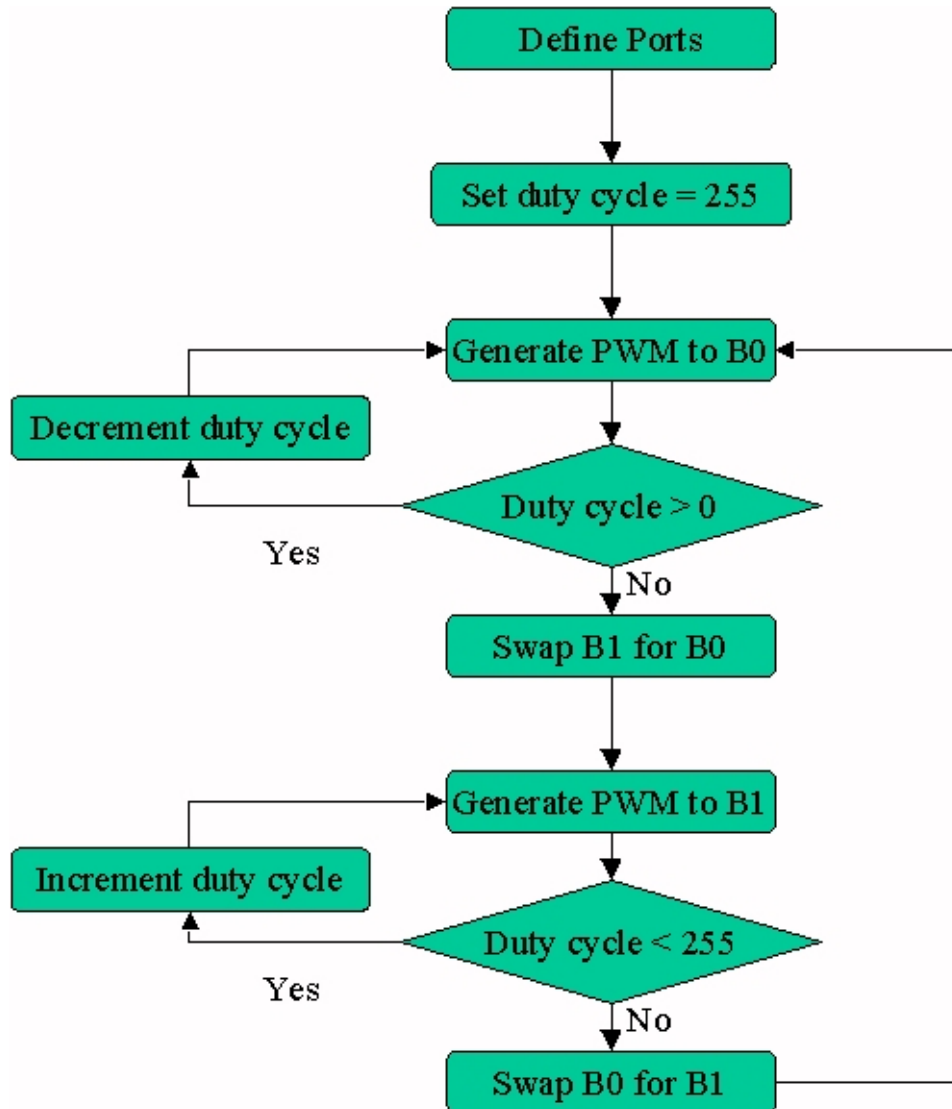 Define Ports
Set duty cycle = 255
Generate PWM to B0
Decrement duty cycle
Duty cycle > 0
Yes
No
Swap B1 for B0
Generate PWM to B1
Increment duty cycle
Duty cycle < 255
Yes
No
Swap B0 for B1